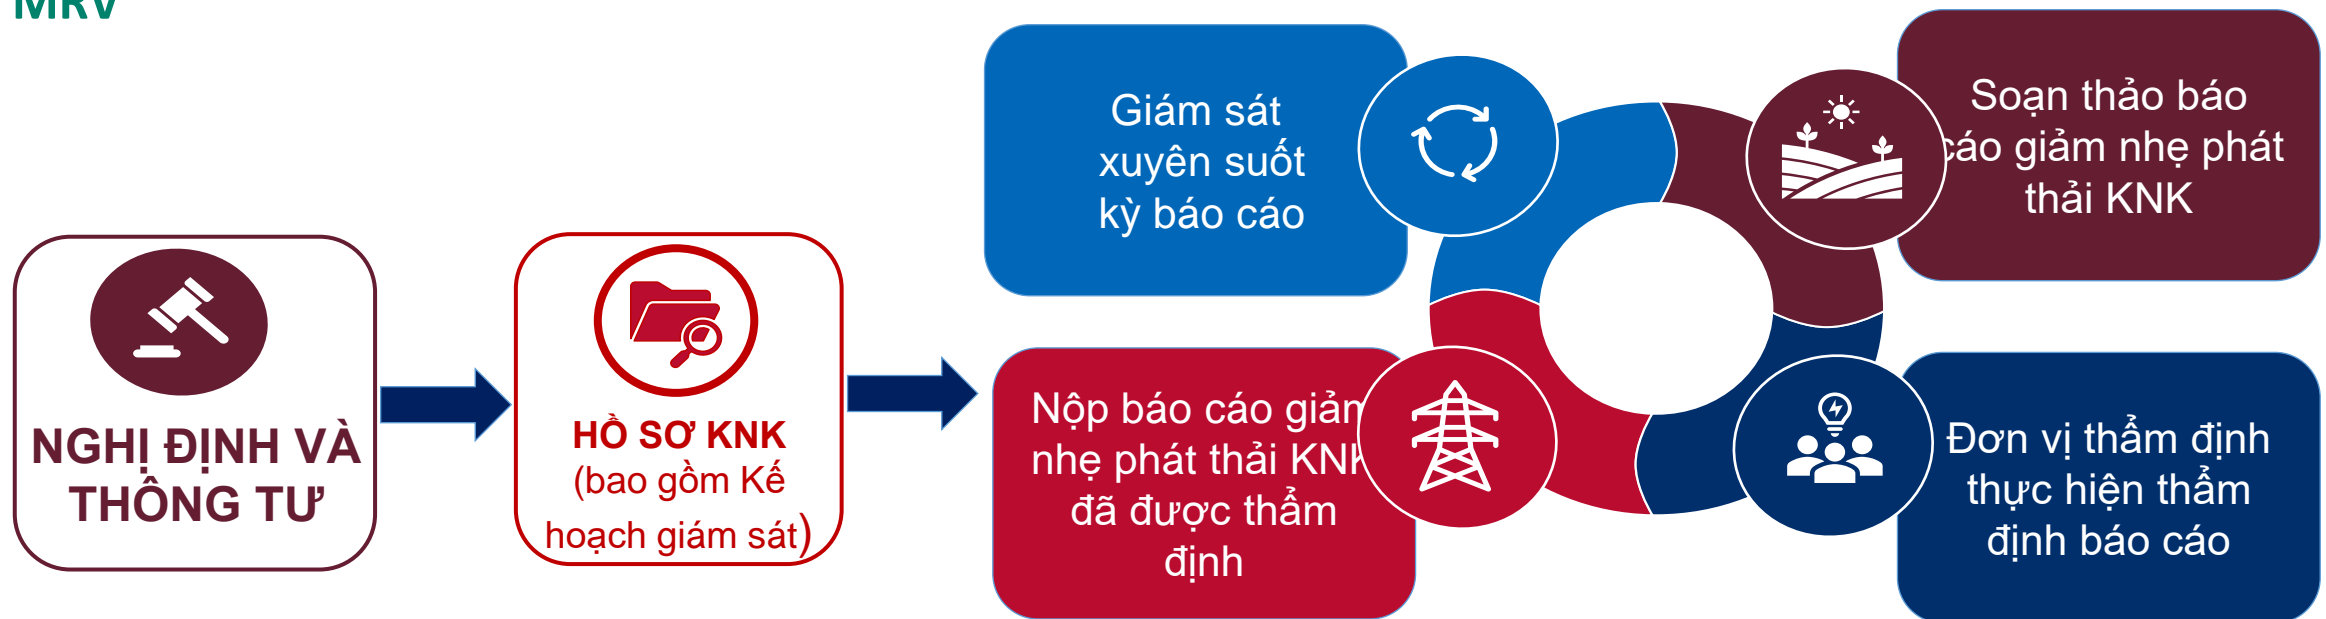 MRV
NGHỊ ĐỊNH VÀ
THÔNG TƯ
HỒ SƠ KNK
(bao gồm Kế
hoạch giám sát)
Giám sát
xuyên suốt
kỳ báo cáo
Soạn thảo báo
cáo giảm nhẹ phát
thải KNK
Nộp báo cáo giảm
nhẹ phát thải KNK
đã được thẩm
định
Đơn vị thẩm định
thực hiện thẩm
định báo cáo